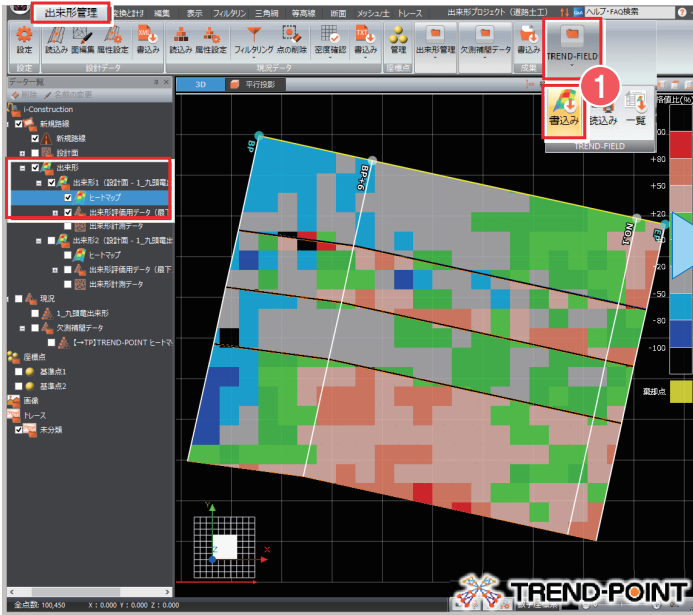 出来形管理 変換と計算 編集 表示 フィルタリング 三角網 等高線 断面 メッシュ/土 トレース 出来形プロジェクト (道路土工) ヘルプ・FAQ検索
設定 読込み 面編集 属性設定 書込み 読込み 属性設定 フィルタリング 点の削除 密度確認 書込み 管理 出来形管理 欠測補間データ 書込み TREND-FIELD
設定 設計データ 現況データ 座標点 成果
1
書込み 読込み 一覧
TREND-FIELD
データ一覧
削除 名前の変更
3D 平行投影
i-Construction
新規路線
新規路線
設計面
出来形
出来形1 (設計面 - 1_九頭竜出
ヒートマップ
出来形評価用データ (最下
出来形計測データ
出来形2 (設計面 - 1_九頭竜出
ヒートマップ
出来形評価用データ (最下
出来形計測データ
現況
1_九頭竜出来形
欠測補間データ
【→TP】TREND-POINT ヒートマ
座標点
基準点1
基準点2
画像
トレース
未分類
BP
BP+6
NO.1
EP
格値比(%)
+80
+50
+20
-20
-50
-80
-100
棄却点
Y
X
Z
TREND-POINT
全点数: 100,450 X : 0.000 Y : 0.000 Z : 0.000